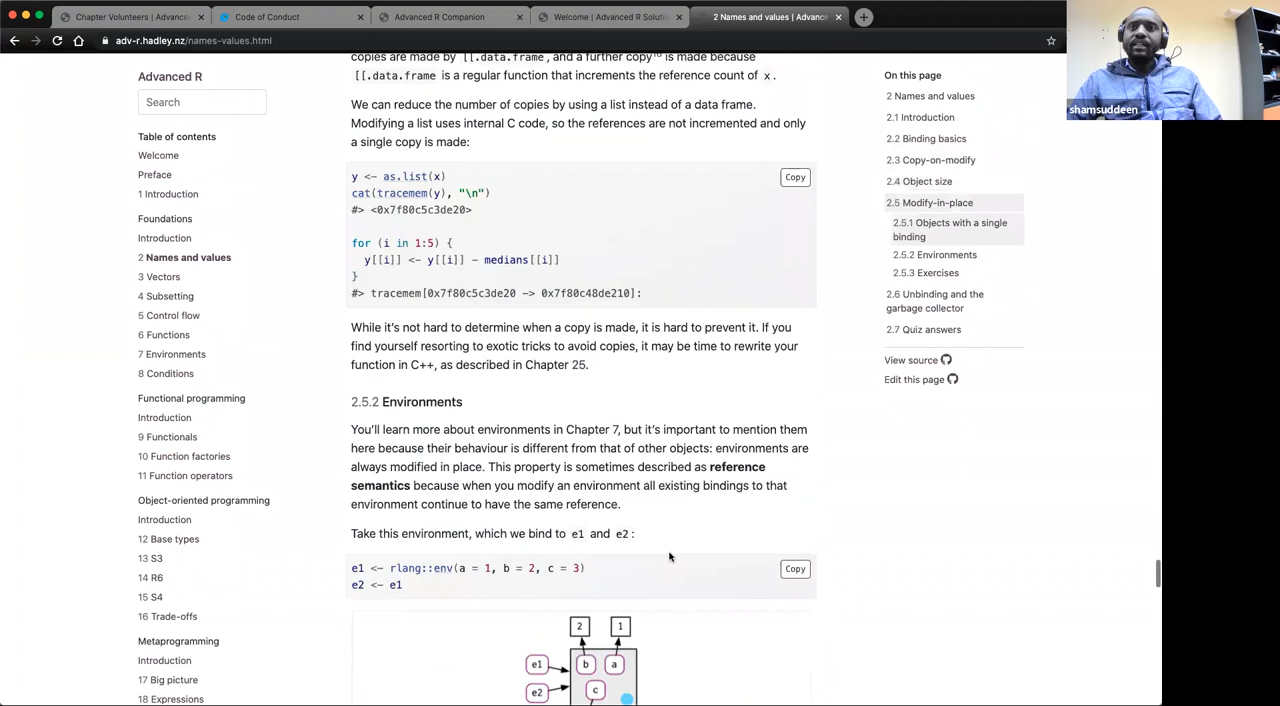 Chapter Volunteers | Advance
Code of Conduct
Advanced R Companion
Welcome | Advanced R Soluti
2 Names and values | Advance
adv-r.hadley.nz/names-values.html
shamsuddeen
Advanced R
Search
Table of contents
Welcome
Preface
1 Introduction
Foundations
Introduction
2 Names and values
3 Vectors
4 Subsetting
5 Control flow
6 Functions
7 Environments
8 Conditions
Functional programming
Introduction
9 Functionals
10 Function factories
11 Function operators
Object-oriented programming
Introduction
12 Base types
13 S3
14 R6
15 S4
16 Trade-offs
Metaprogramming
Introduction
17 Big picture
18 Expressions
copies are made by [[.data.frame, and a further copy is made because
[[.data.frame is a regular function that increments the reference count of x.
We can reduce the number of copies by using a list instead of a data frame.
Modifying a list uses internal C code, so the references are not incremented and only
a single copy is made:
Copy
y <- as.list(x)
cat(tracemem(y), "\n")
#> <0x7f80c5c3de20>
for (i in 1:5) {
y[[i]] <- y[[i]] - medians[[i]]
}
#> tracemem[0x7f80c5c3de20 -> 0x7f80c48de210]:
While it's not hard to determine when a copy is made, it is hard to prevent it. If you
find yourself resorting to exotic tricks to avoid copies, it may be time to rewrite your
function in C++, as described in Chapter 25.
2.5.2 Environments
You'll learn more about environments in Chapter 7, but it's important to mention them
here because their behaviour is different from that of other objects: environments are
always modified in place. This property is sometimes described as reference
semantics because when you modify an environment all existing bindings to that
environment continue to have the same reference.
Take this environment, which we bind to e1 and e2:
Copy
e1 <- rlang::env(a = 1, b = 2, c = 3)
e2 <- e1
2 1
e1 b a
e2 c
On this page
2 Names and values
2.1 Introduction
2.2 Binding basics
2.3 Copy-on-modify
2.4 Object size
2.5 Modify-in-place
2.5.1 Objects with a single
binding
2.5.2 Environments
2.5.3 Exercises
2.6 Unbinding and the
garbage collector
2.7 Quiz answers
View source
Edit this page